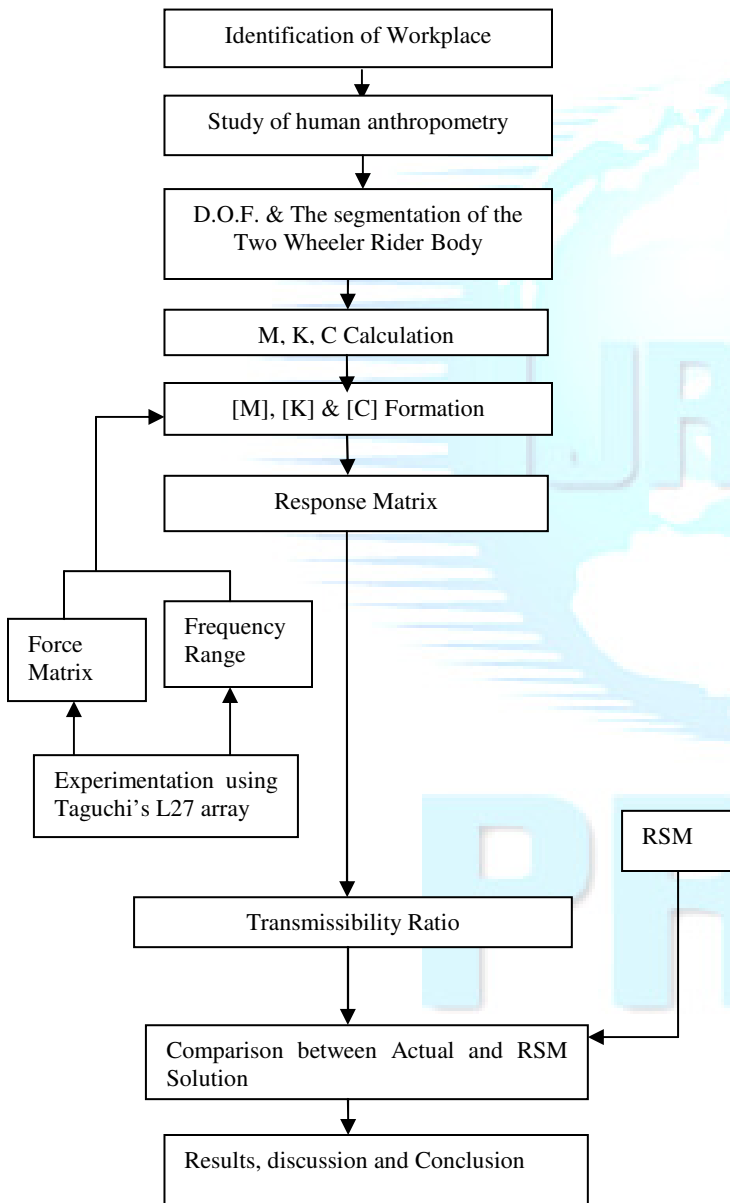 Identification of Workplace
Study of human anthropometry
D.O.F. & The segmentation of the
Two Wheeler Rider Body
M, K, C Calculation
[M], [K] & [C] Formation
Response Matrix
Force
Matrix
Frequency
Range
Experimentation using
Taguchi's L27 array
RSM
Transmissibility Ratio
Comparison between Actual and RSM
Solution
Results, discussion and Conclusion